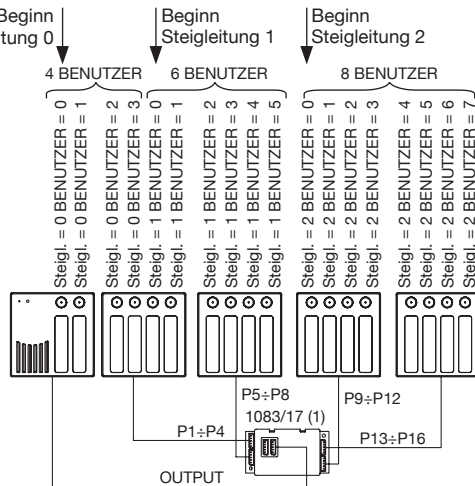 Beginn
tung 0
Beginn
Steigleitung 1
Beginn
Steigleitung 2
4 BENUTZER
6 BENUTZER
8 BENUTZER
Steigl. = 0 BENUTZER = 0
Steigl. = 0 BENUTZER = 1
Steigl. = 0 BENUTZER = 2
Steigl. = 0 BENUTZER = 3
Steigl. = 1 BENUTZER = 0
Steigl. = 1 BENUTZER = 1
Steigl. = 1 BENUTZER = 2
Steigl. = 1 BENUTZER = 3
Steigl. = 1 BENUTZER = 4
Steigl. = 1 BENUTZER = 5
Steigl. = 2 BENUTZER = 0
Steigl. = 2 BENUTZER = 1
Steigl. = 2 BENUTZER = 2
Steigl. = 2 BENUTZER = 3
Steigl. = 2 BENUTZER = 4
Steigl. = 2 BENUTZER = 5
Steigl. = 2 BENUTZER = 6
Steigl. = 2 BENUTZER = 7
P5÷P8
P9÷P12
1083/17 (1)
P1÷P4
P13÷P16
OUTPUT